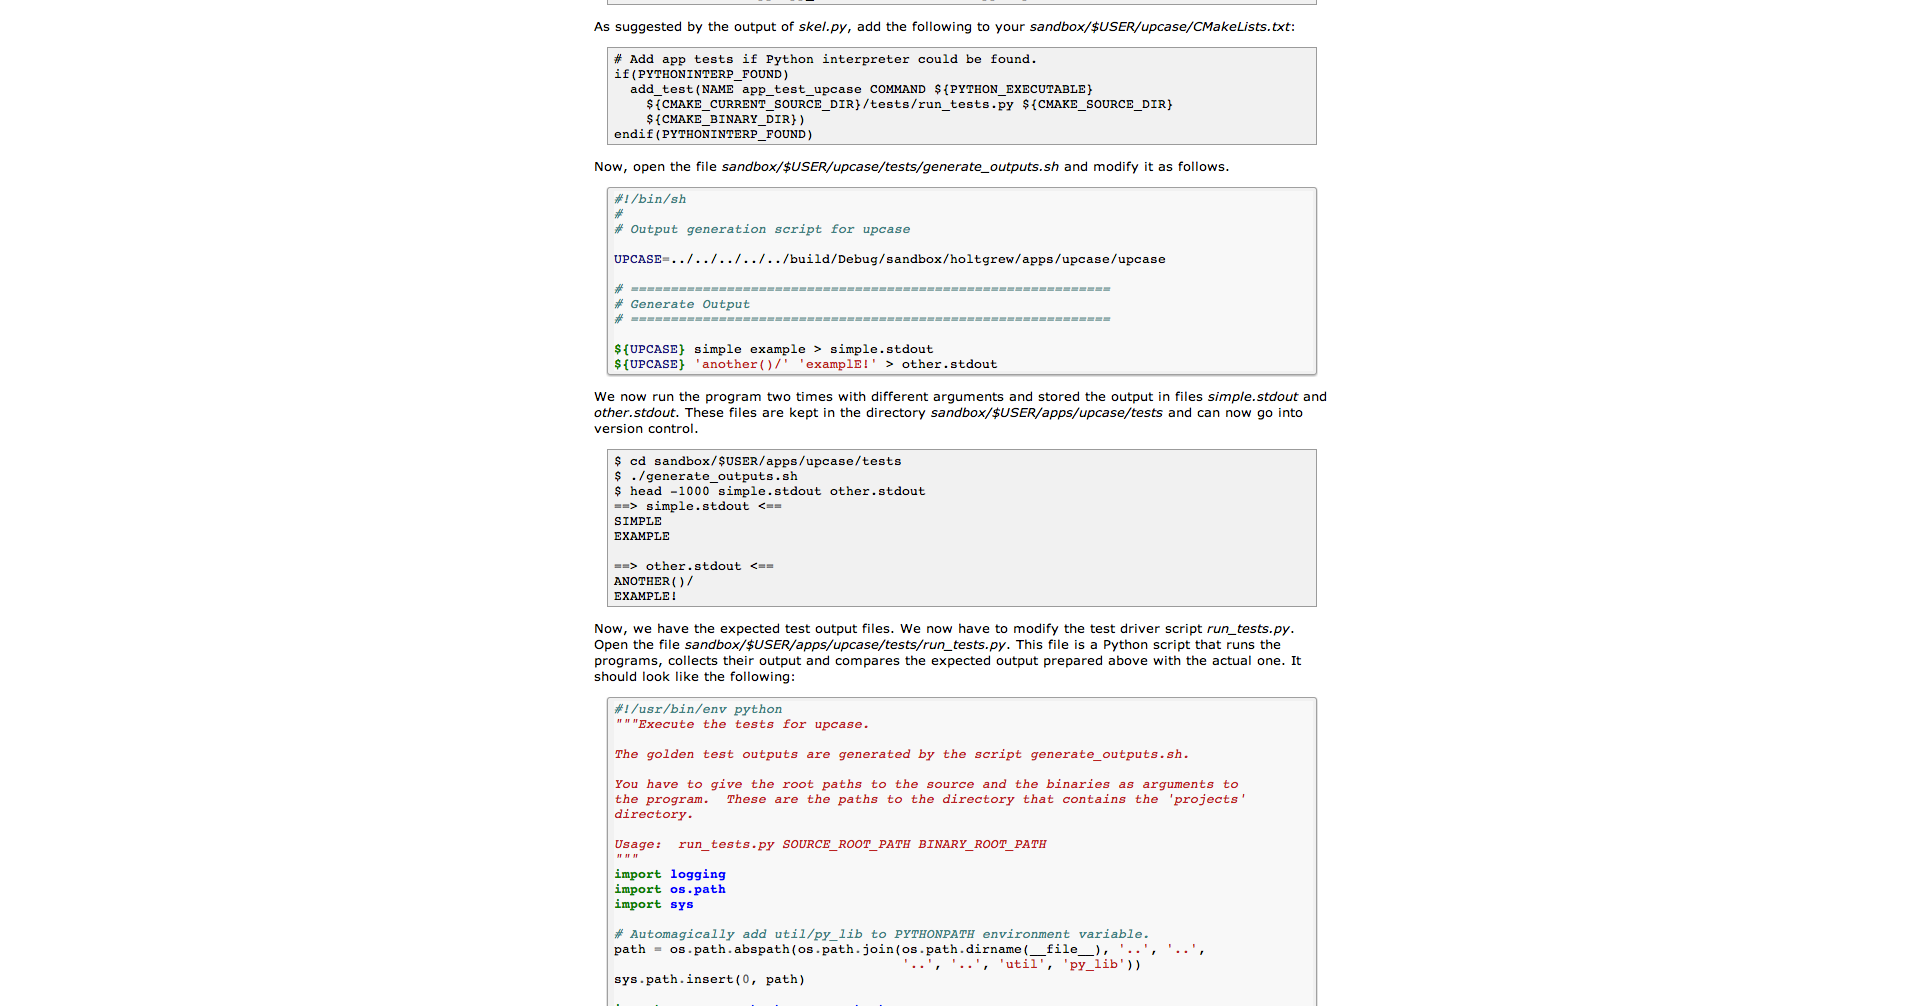 As suggested by the output of skel.py, add the following to your sandbox/$USER/upcase/CMakeLists.txt:
# Add app tests if Python interpreter could be found.
if(PYTHONINTERP_FOUND)
  add_test(NAME app_test_upcase COMMAND ${PYTHON_EXECUTABLE}
    ${CMAKE_CURRENT_SOURCE_DIR}/tests/run_tests.py ${CMAKE_SOURCE_DIR}
    ${CMAKE_BINARY_DIR})
endif(PYTHONINTERP_FOUND)
Now, open the file sandbox/$USER/upcase/tests/generate_outputs.sh and modify it as follows.
#!/bin/sh
#
# Output generation script for upcase
UPCASE=../../../../../build/Debug/sandbox/holtgrew/apps/upcase/upcase
# ============================================================
# Generate Output
# ============================================================
${UPCASE} simple example > simple.stdout
${UPCASE} 'another()/' 'examplE!' > other.stdout
We now run the program two times with different arguments and stored the output in files simple.stdout and
other.stdout. These files are kept in the directory sandbox/$USER/apps/upcase/tests and can now go into
version control.
$ cd sandbox/$USER/apps/upcase/tests
$ ./generate_outputs.sh
$ head -1000 simple.stdout other.stdout
==> simple.stdout <==
SIMPLE
EXAMPLE
==> other.stdout <==
ANOTHER()/
EXAMPLE!
Now, we have the expected test output files. We now have to modify the test driver script run_tests.py.
Open the file sandbox/$USER/apps/upcase/tests/run_tests.py. This file is a Python script that runs the
programs, collects their output and compares the expected output prepared above with the actual one. It
should look like the following:
#!/usr/bin/env python
"""Execute the tests for upcase.
The golden test outputs are generated by the script generate_outputs.sh.
You have to give the root paths to the source and the binaries as arguments to
the program.  These are the paths to the directory that contains the 'projects'
directory.
Usage:  run_tests.py SOURCE_ROOT_PATH BINARY_ROOT_PATH
"""
import logging
import os.path
import sys
# Automagically add util/py_lib to PYTHONPATH environment variable.
path = os.path.abspath(os.path.join(os.path.dirname(__file__), '..', '..',
                                    '..', '..', 'util', 'py_lib'))
sys.path.insert(0, path)